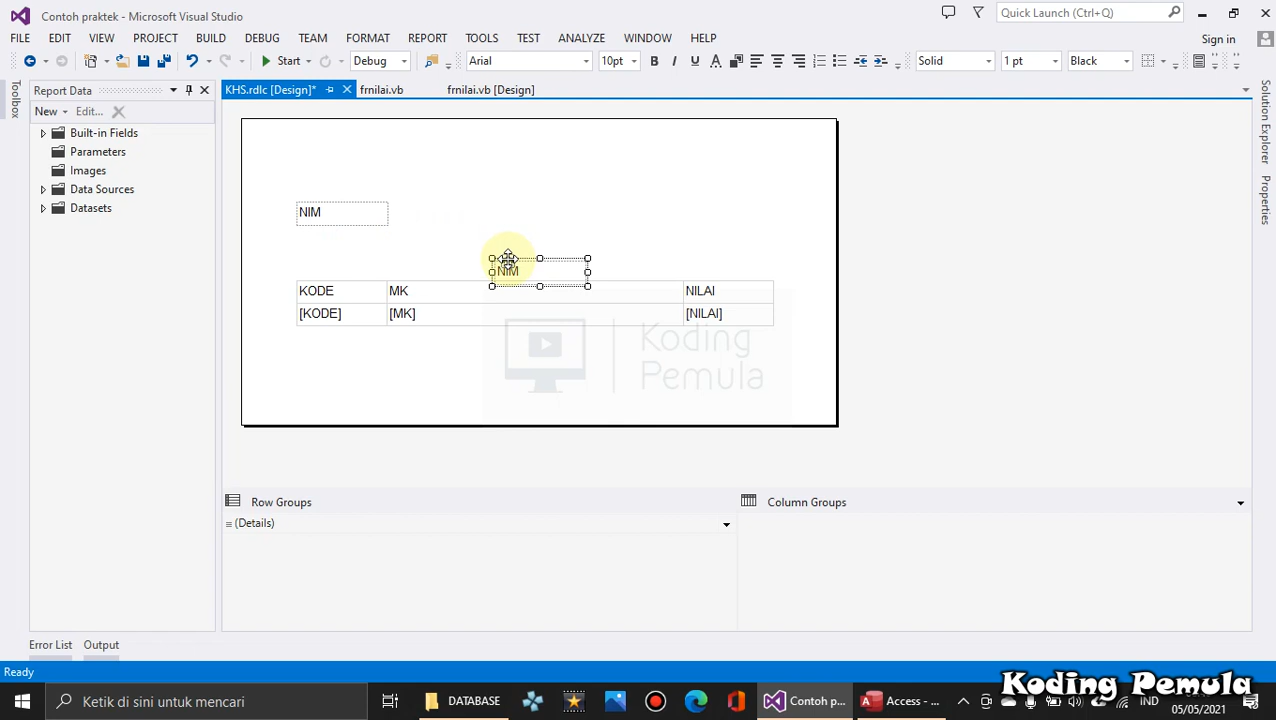 Contoh praktek - Microsoft Visual Studio
Quick Launch (Ctrl+Q)
FILE EDIT VIEW PROJECT BUILD DEBUG TEAM FORMAT REPORT TOOLS TEST ANALYZE WINDOW HELP
Sign in
Start Debug Arial 10pt B I U A Solid 1 pt Black
Toolbox
Report Data
KHS.rdlc [Design]* frnilai.vb frnilai.vb [Design]
New Edit...
Built-in Fields
Parameters
Images
Data Sources
Datasets
Solution Explorer
Properties
NIM
NIM
KODE MK NILAI
[KODE] [MK] [NILAI]
Koding
Pemula
Row Groups
Column Groups
(Details)
Error List Output
Ready
Koding Pemula
Ketik di sini untuk mencari
DATABASE
Contoh p...
Access - ...
IND
05/05/2021